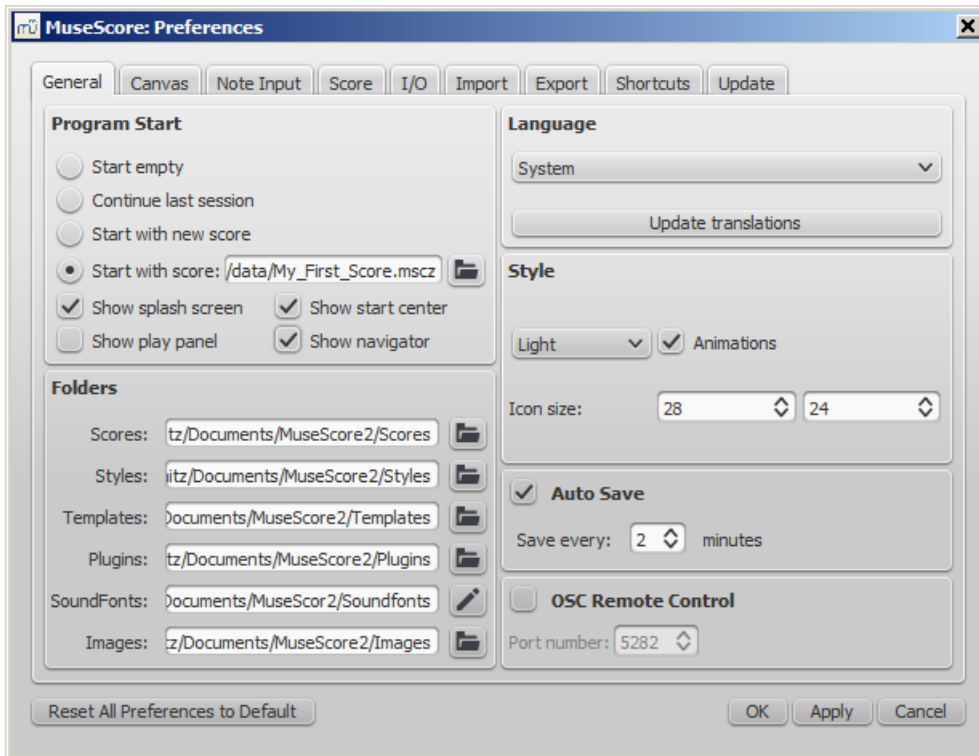 mü MuseScore: Preferences
General Canvas Note Input Score I/O Import Export Shortcuts Update
Program Start
Start empty
Continue last session
Start with new score
Start with score: /data/My_First_Score.mscz
Show splash screen Show start center
Show play panel Show navigator
Folders
Scores: tz/Documents/MuseScore2/Scores
Styles: itz/Documents/MuseScore2/Styles
Templates: Documents/MuseScore2/Templates
Plugins: tz/Documents/MuseScore2/Plugins
SoundFonts: Documents/MuseScor2/Soundfonts
Images: tz/Documents/MuseScore2/Images
Language
System
Update translations
Style
Light Animations
Icon size: 28 24
Auto Save
Save every: 2 minutes
OSC Remote Control
Port number: 5282
Reset All Preferences to Default OK Apply Cancel